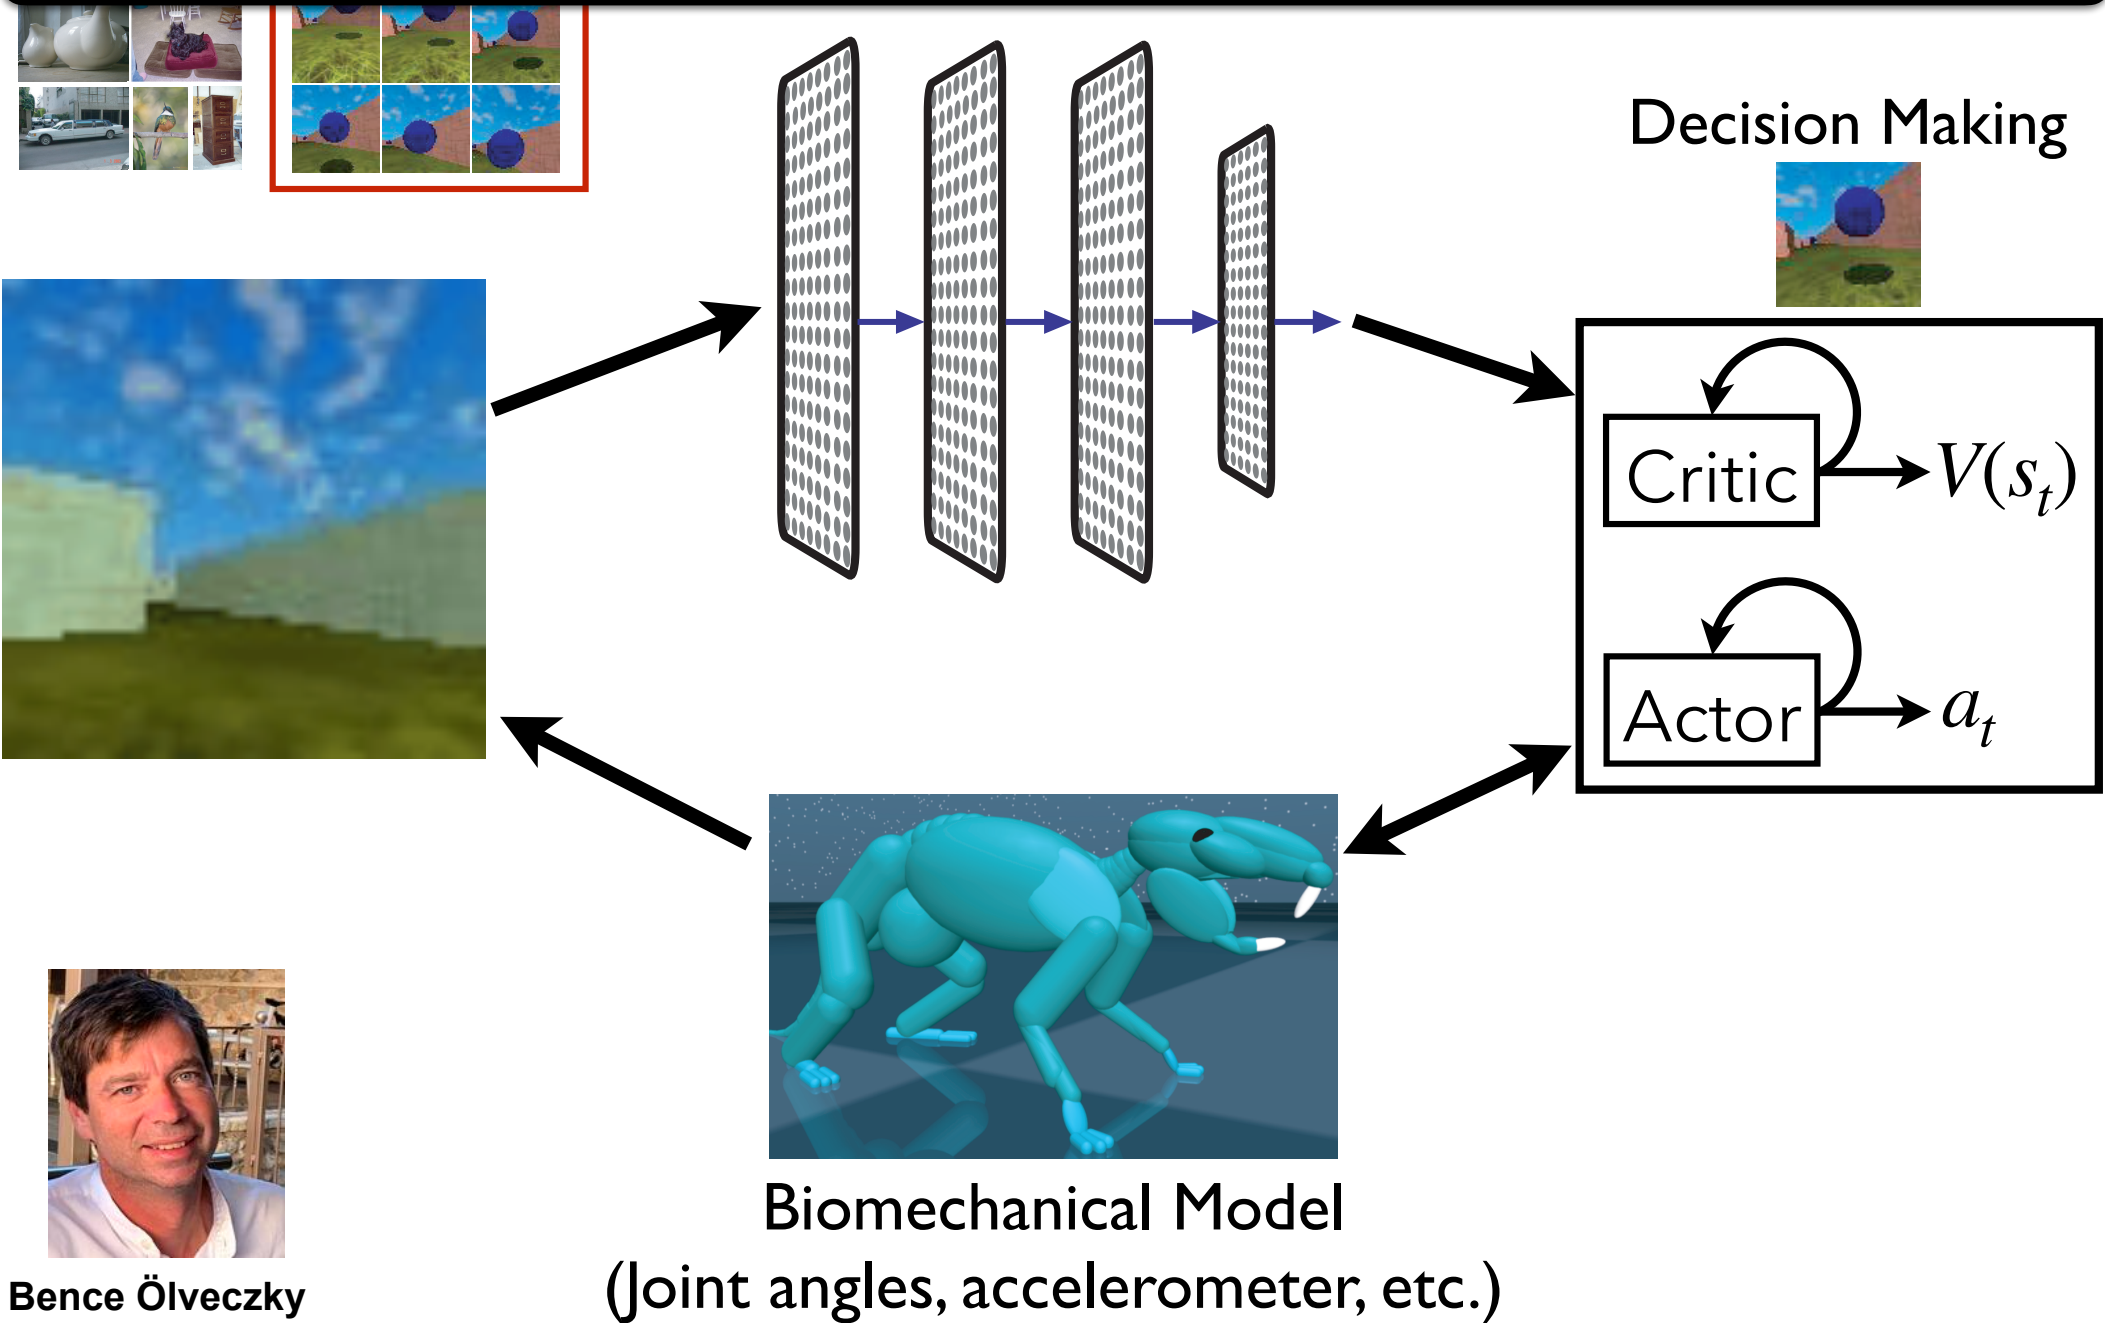 Decision Making
Critic
V(s_t)
Actor
a_t
Biomechanical Model
(Joint angles, accelerometer, etc.)
Bence Ölveczky